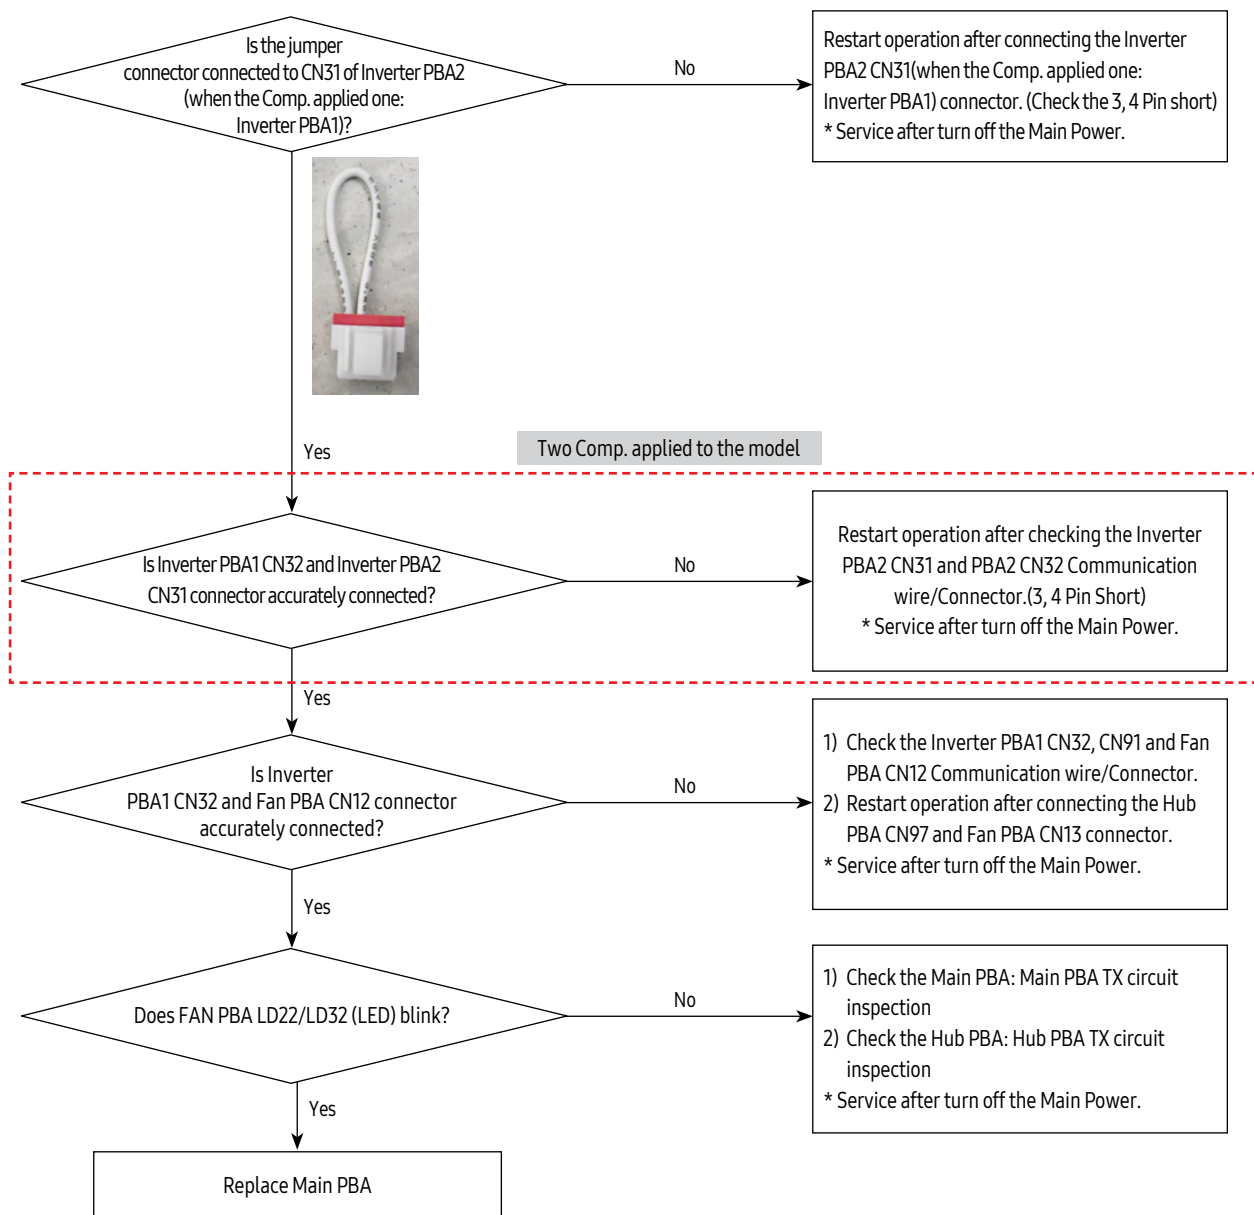 Is the jumper
connector connected to CN31 of Inverter PBA2
(when the Comp. applied one:
Inverter PBA1)?
No
Restart operation after connecting the Inverter
PBA2 CN31(when the Comp. applied one:
Inverter PBA1) connector. (Check the 3, 4 Pin short)
* Service after turn off the Main Power.
Yes
Two Comp. applied to the model
Is Inverter PBA1 CN32 and Inverter PBA2
CN31 connector accurately connected?
No
Restart operation after checking the Inverter
PBA2 CN31 and PBA2 CN32 Communication
wire/Connector.(3, 4 Pin Short)
* Service after turn off the Main Power.
Yes
Is Inverter
PBA1 CN32 and Fan PBA CN12 connector
accurately connected?
No
1) Check the Inverter PBA1 CN32, CN91 and Fan
PBA CN12 Communication wire/Connector.
2) Restart operation after connecting the Hub
PBA CN97 and Fan PBA CN13 connector.
* Service after turn off the Main Power.
Yes
Does FAN PBA LD22/LD32 (LED) blink?
No
1) Check the Main PBA: Main PBA TX circuit
inspection
2) Check the Hub PBA: Hub PBA TX circuit
inspection
* Service after turn off the Main Power.
Yes
Replace Main PBA